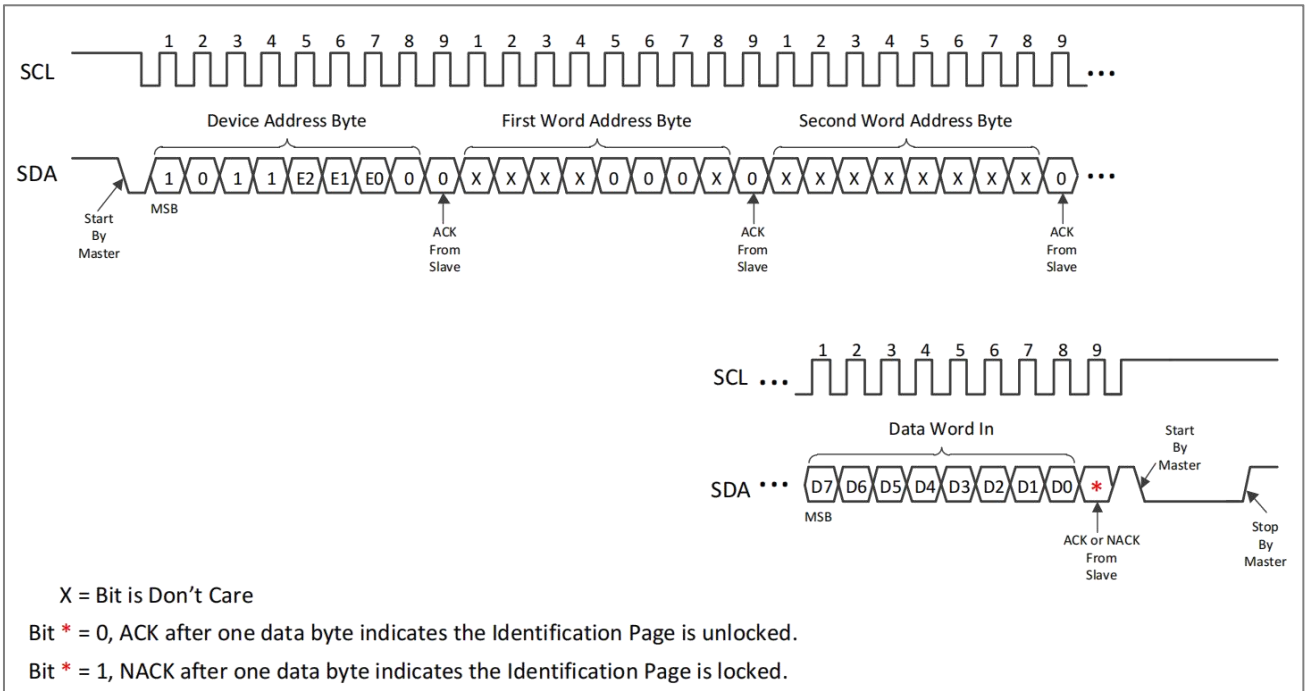 1 2 3 4 5 6 7 8 9 1 2 3 4 5 6 7 8 9 1 2 3 4 5 6 7 8 9
SCL
Device Address Byte First Word Address Byte Second Word Address Byte
SDA 1 0 1 1 E2 E1 E0 0 0 X X X X 0 0 0 X 0 X X X X X X X X 0
MSB
Start
By
Master
ACK
From
Slave
ACK
From
Slave
ACK
From
Slave
1 2 3 4 5 6 7 8 9
SCL
Data Word In
Start
By
Master
SDA D7 D6 D5 D4 D3 D2 D1 D0 *
MSB
ACK or NACK
From
Slave
Stop
By
Master
X = Bit is Don’t Care
Bit * = 0, ACK after one data byte indicates the Identification Page is unlocked.
Bit * = 1, NACK after one data byte indicates the Identification Page is locked.